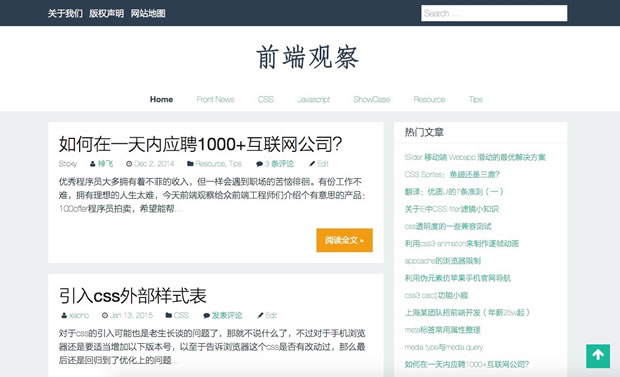 关于我们 版权声明 网站地图
Search …
前端观察
Home Front News CSS Javascript ShowCase Resource Tips
如何在一天内应聘1000+互联网公司？
Sticky 神飞 Dec 2, 2014 Resource, Tips 3 条评论 Edit
优秀程序员大多拥有着不菲的收入，但一样会遇到职场的苦恼徘徊。有份工作不
难，拥有理想的人生太难，今天前端观察给众前端工程师们介绍个有意思的产品：
100offer程序员拍卖，希望能帮...
阅读全文 »
引入css外部样式表
xiaoho Jan 13, 2015 CSS 发表评论 Edit
对于css的引入可能也是老生长谈的问题了，那就不说什么了，不过对于手机浏览
器还是要适当增加以下版本号，以至于告诉浏览器这个css是否有改动过，那么最
后还是回归到了优化上的问题...
热门文章
Slider 移动端 Webapp 滑动的最优解决方案
CSS Sprites：鱼翅还是三鹿？
翻译：优质JS的7条准则（一）
关于IE中CSS-filter滤镜小知识
css透明度的一些兼容测试
利用css3 animation来制作逐帧动画
appcache的浏览器限制
利用伪元素仿苹果手机官网导航
css3 calc()功能小窥
上海某团队招前端开发（年薪25w起）
meta标签常用属性整理
media type与media query
如何在一天内应聘1000+互联网公司？